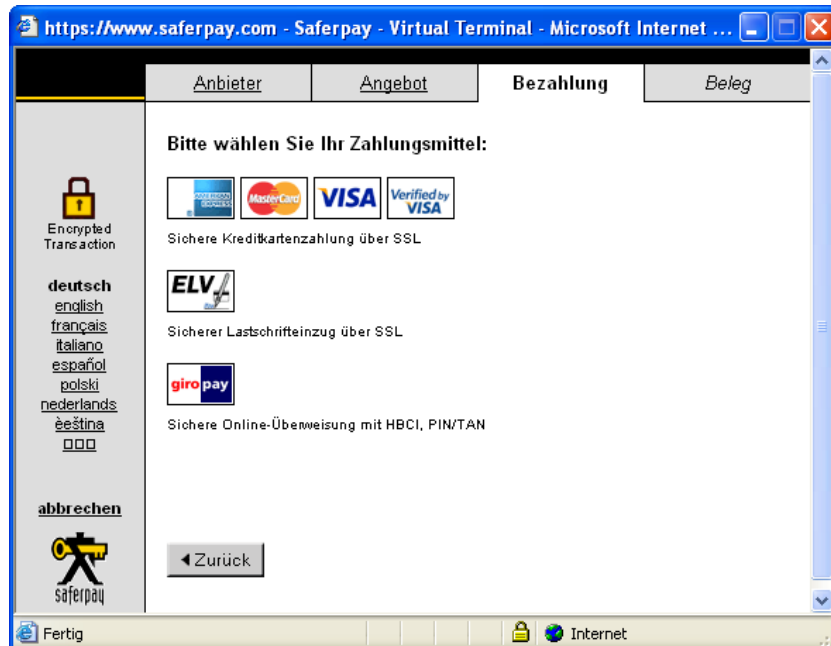 https://www.saferpay.com - Saferpay - Virtual Terminal - Microsoft Internet ...
Anbieter
Angebot
Bezahlung
Beleg
Bitte wählen Sie Ihr Zahlungsmittel:
AMERICAN EXPRESS
MasterCard
VISA
Verified by
VISA
Encrypted
Transaction
Sichere Kreditkartenzahlung über SSL
deutsch
english
français
italiano
español
polski
nederlands
èeština
□□□
ELV
Sicherer Lastschrifteinzug über SSL
giropay
Sichere Online-Überweisung mit HBCI, PIN/TAN
abbrechen
saferpay
Zurück
Fertig
Internet